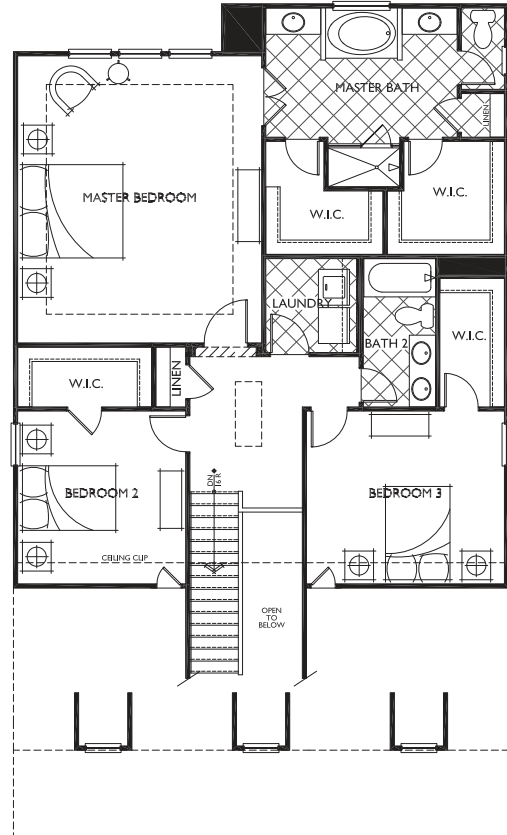 MASTER BATH
LINEN
MASTER BEDROOM
W.I.C.
W.I.C.
LAUNDRY
BATH 2
W.I.C.
W.I.C.
LINEN
DN
16 R
BEDROOM 2
BEDROOM 3
CEILING CLIP
OPEN
TO
BELOW